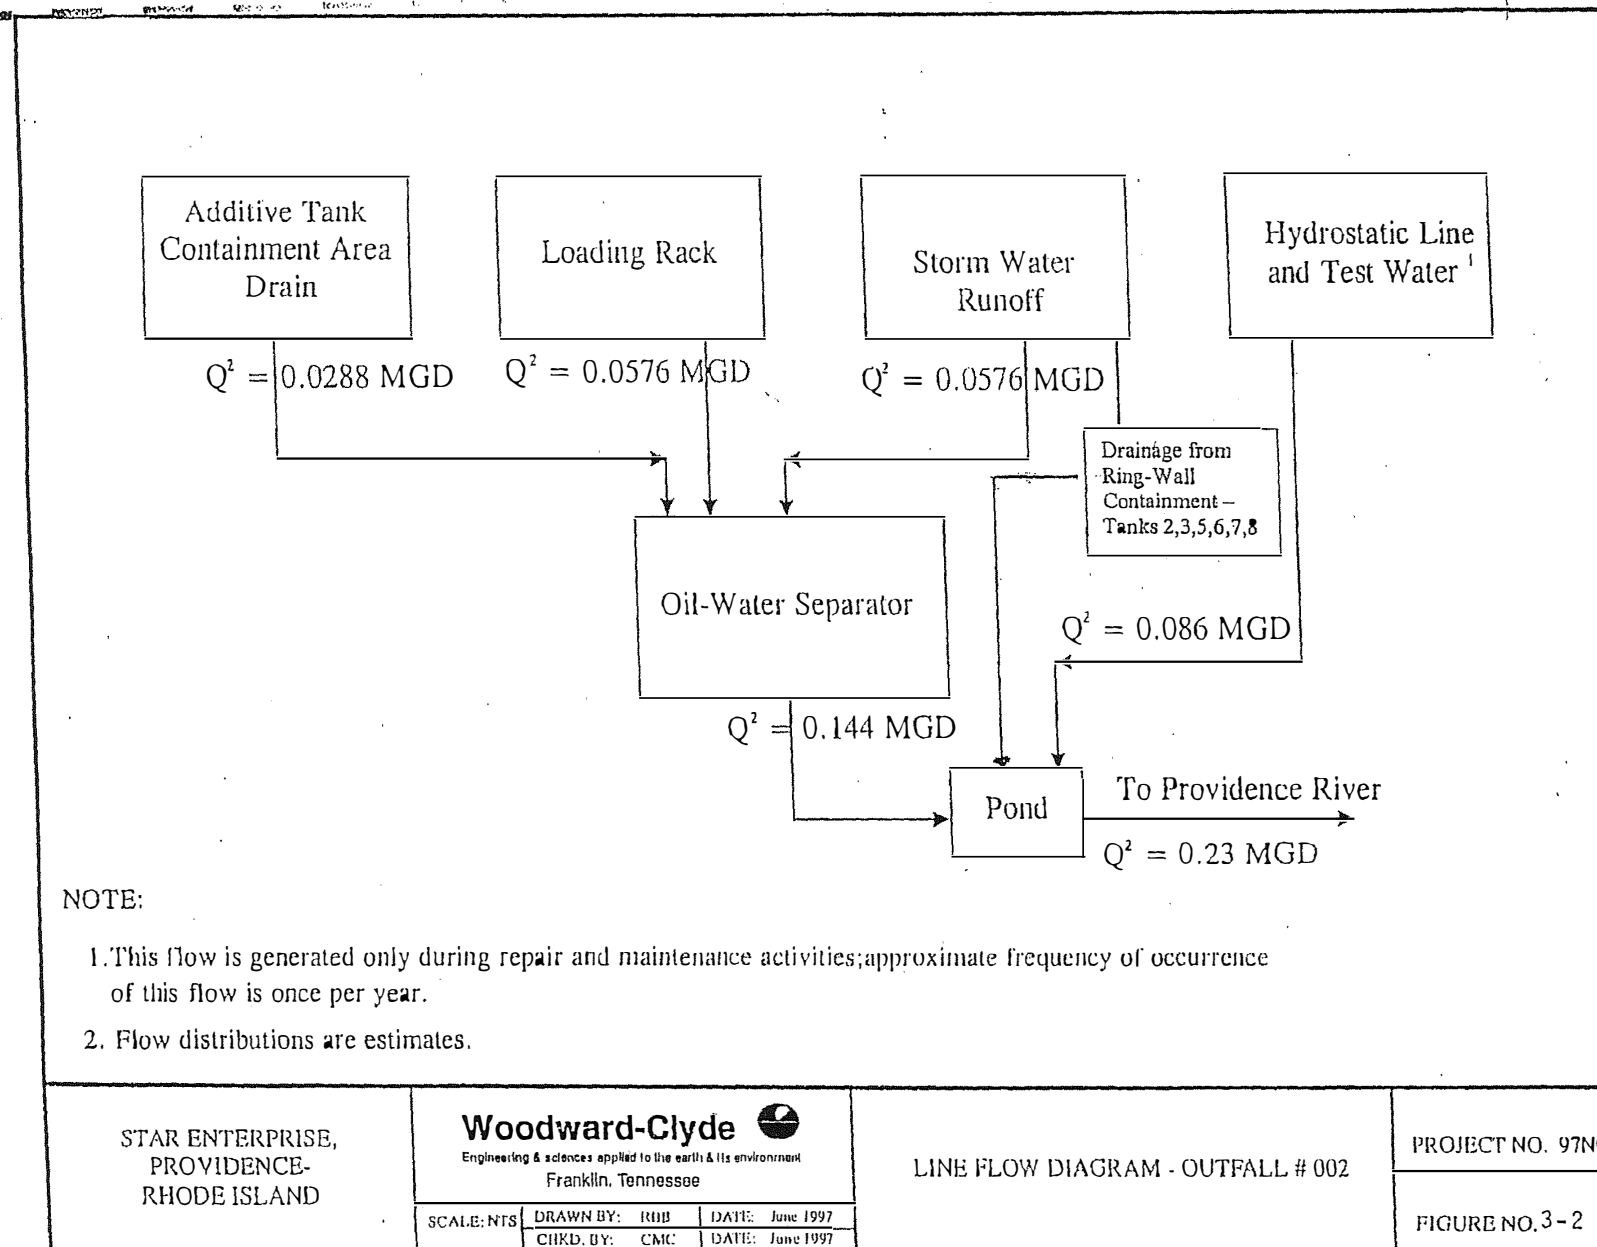 Additive Tank
Containment Area
Drain
Loading Rack
Storm Water
Runoff
Hydrostatic Line
and Test Water 1
Q² = 0.0288 MGD
Q² = 0.0576 MGD
Q² = 0.0576 MGD
Drainage from
Ring-Wall
Containment –
Tanks 2,3,5,6,7,8
Oil-Water Separator
Q² = 0.086 MGD
Q² = 0.144 MGD
Pond
To Providence River
Q² = 0.23 MGD
NOTE:
1.This flow is generated only during repair and maintenance activities;approximate frequency of occurrence
of this flow is once per year.
2. Flow distributions are estimates.
STAR ENTERPRISE,
PROVIDENCE-
RHODE ISLAND
Woodward-Clyde
Engineering & sciences applied to the earth & its environment
Franklin, Tennessee
SCALE: NTS
DRAWN BY: RBB DATE: June 1997
CHKD. BY: CMC DATE: June 1997
LINE FLOW DIAGRAM - OUTFALL # 002
PROJECT NO. 97N
FIGURE NO. 3-2